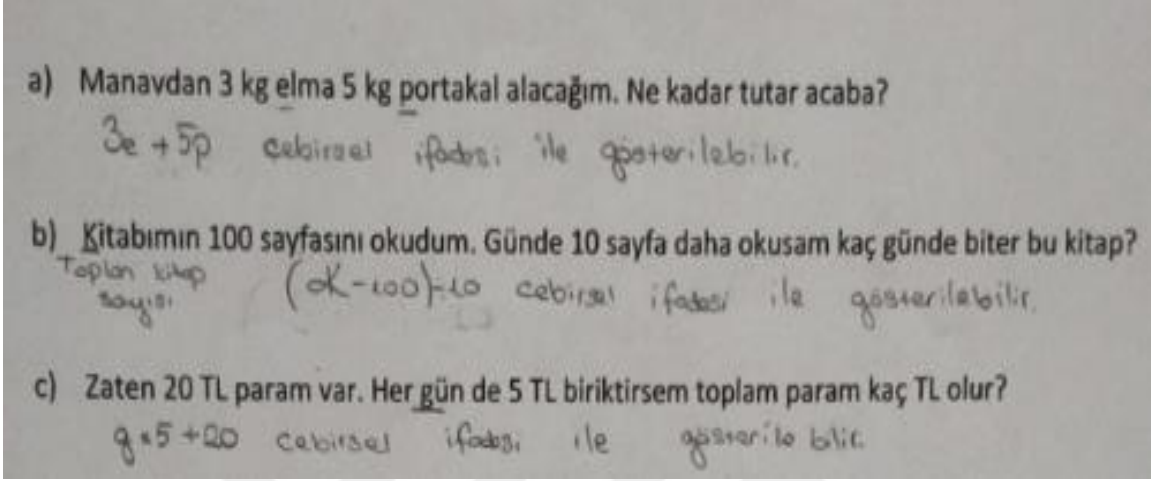 a) Manavdan 3 kg elma 5 kg portakal alacağım. Ne kadar tutar acaba?
3e + 5p cebirsel ifadesi ile gösterilebilir.
b) Kitabımın 100 sayfasını okudum. Günde 10 sayfa daha okusam kaç günde biter bu kitap?
Toplan kitap sayısı (K-100) 10 cebirsel ifadesi ile gösterilebilir.
c) Zaten 20 TL param var. Her gün de 5 TL biriktirsem toplam param kaç TL olur?
g×5+20 cebirsel ifadesi ile gösterile bilir.